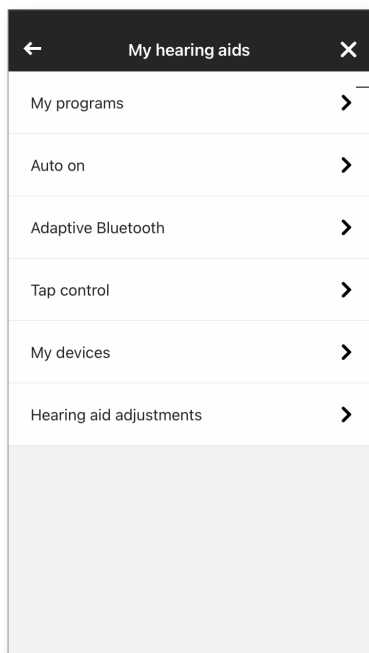 My hearing aids
My programs
Auto on
Adaptive Bluetooth
Tap control
My devices
Hearing aid adjustments